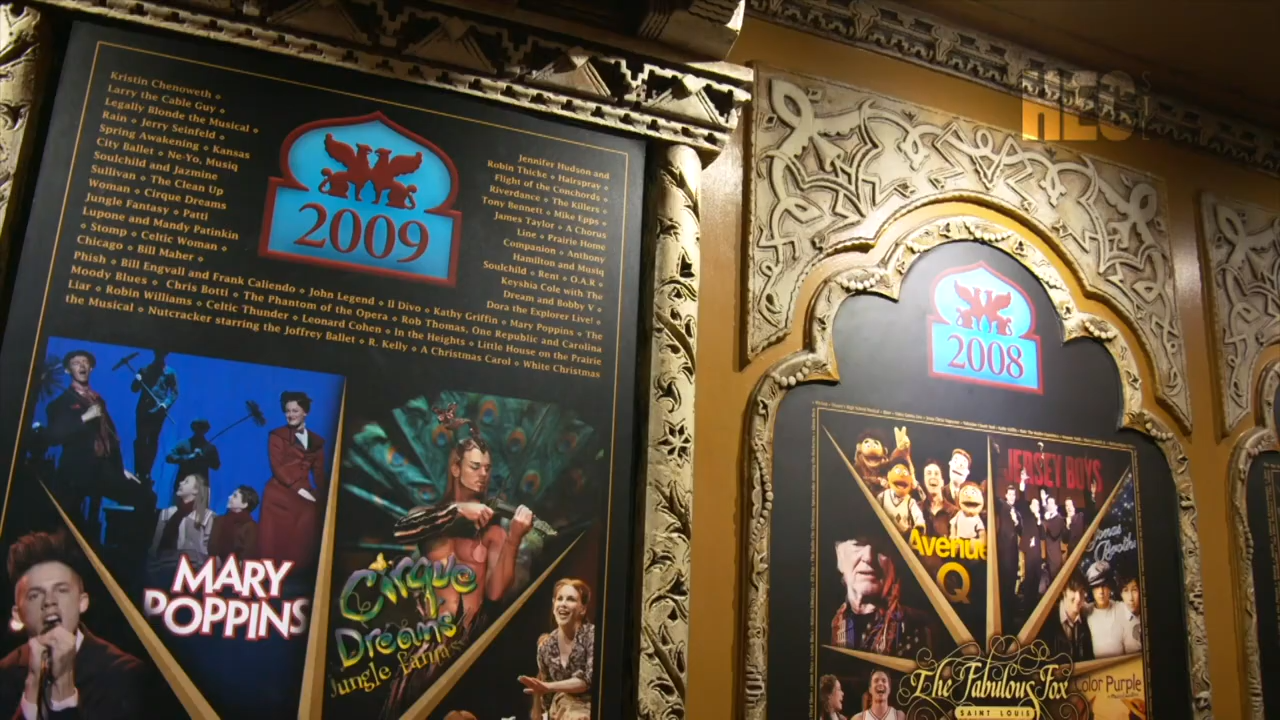 Kristin Chenoweth ⋄
Larry the Cable Guy ⋄
Legally Blonde the Musical ⋄
Rain ⋄ Jerry Seinfeld ⋄
Spring Awakening ⋄ Kansas
City Ballet ⋄ Ne-Yo, Musiq
Soulchild and Jazmine
Sullivan ⋄ The Clean Up
Woman ⋄ Cirque Dreams
Jungle Fantasy ⋄ Patti
Lupone and Mandy Patinkin
⋄ Stomp ⋄ Celtic Woman ⋄
Chicago ⋄ Bill Maher ⋄
2009
Jennifer Hudson and
Robin Thicke ⋄ Hairspray ⋄
Flight of the Conchords ⋄
Riverdance ⋄ The Killers ⋄
Tony Bennett ⋄ Mike Epps ⋄
James Taylor ⋄ A Chorus
Line ⋄ Prairie Home
Companion ⋄ Anthony
Hamilton and Musiq
Soulchild ⋄ Rent ⋄ O.A.R ⋄
Keyshia Cole with The
Dream and Bobby V ⋄
Phish ⋄ Bill Engvall and Frank Caliendo ⋄ John Legend ⋄ Il Divo ⋄ Kathy Griffin ⋄ Mary Poppins ⋄ The
Dora the Explorer Live! ⋄
Moody Blues ⋄ Chris Botti ⋄ The Phantom of the Opera ⋄ Rob Thomas, One Republic and Carolina
Liar ⋄ Robin Williams ⋄ Celtic Thunder ⋄ Leonard Cohen ⋄ In the Heights ⋄ Little House on the Prairie
the Musical ⋄ Nutcracker starring the Joffrey Ballet ⋄ R. Kelly ⋄ A Christmas Carol ⋄ White Christmas
MARY
POPPINS
Cirque
Dreams
Jungle
HEC
2008
Avenue
Q
JERSEY BOYS
The Fabulous Fox
SAINT LOUIS
Color Purple